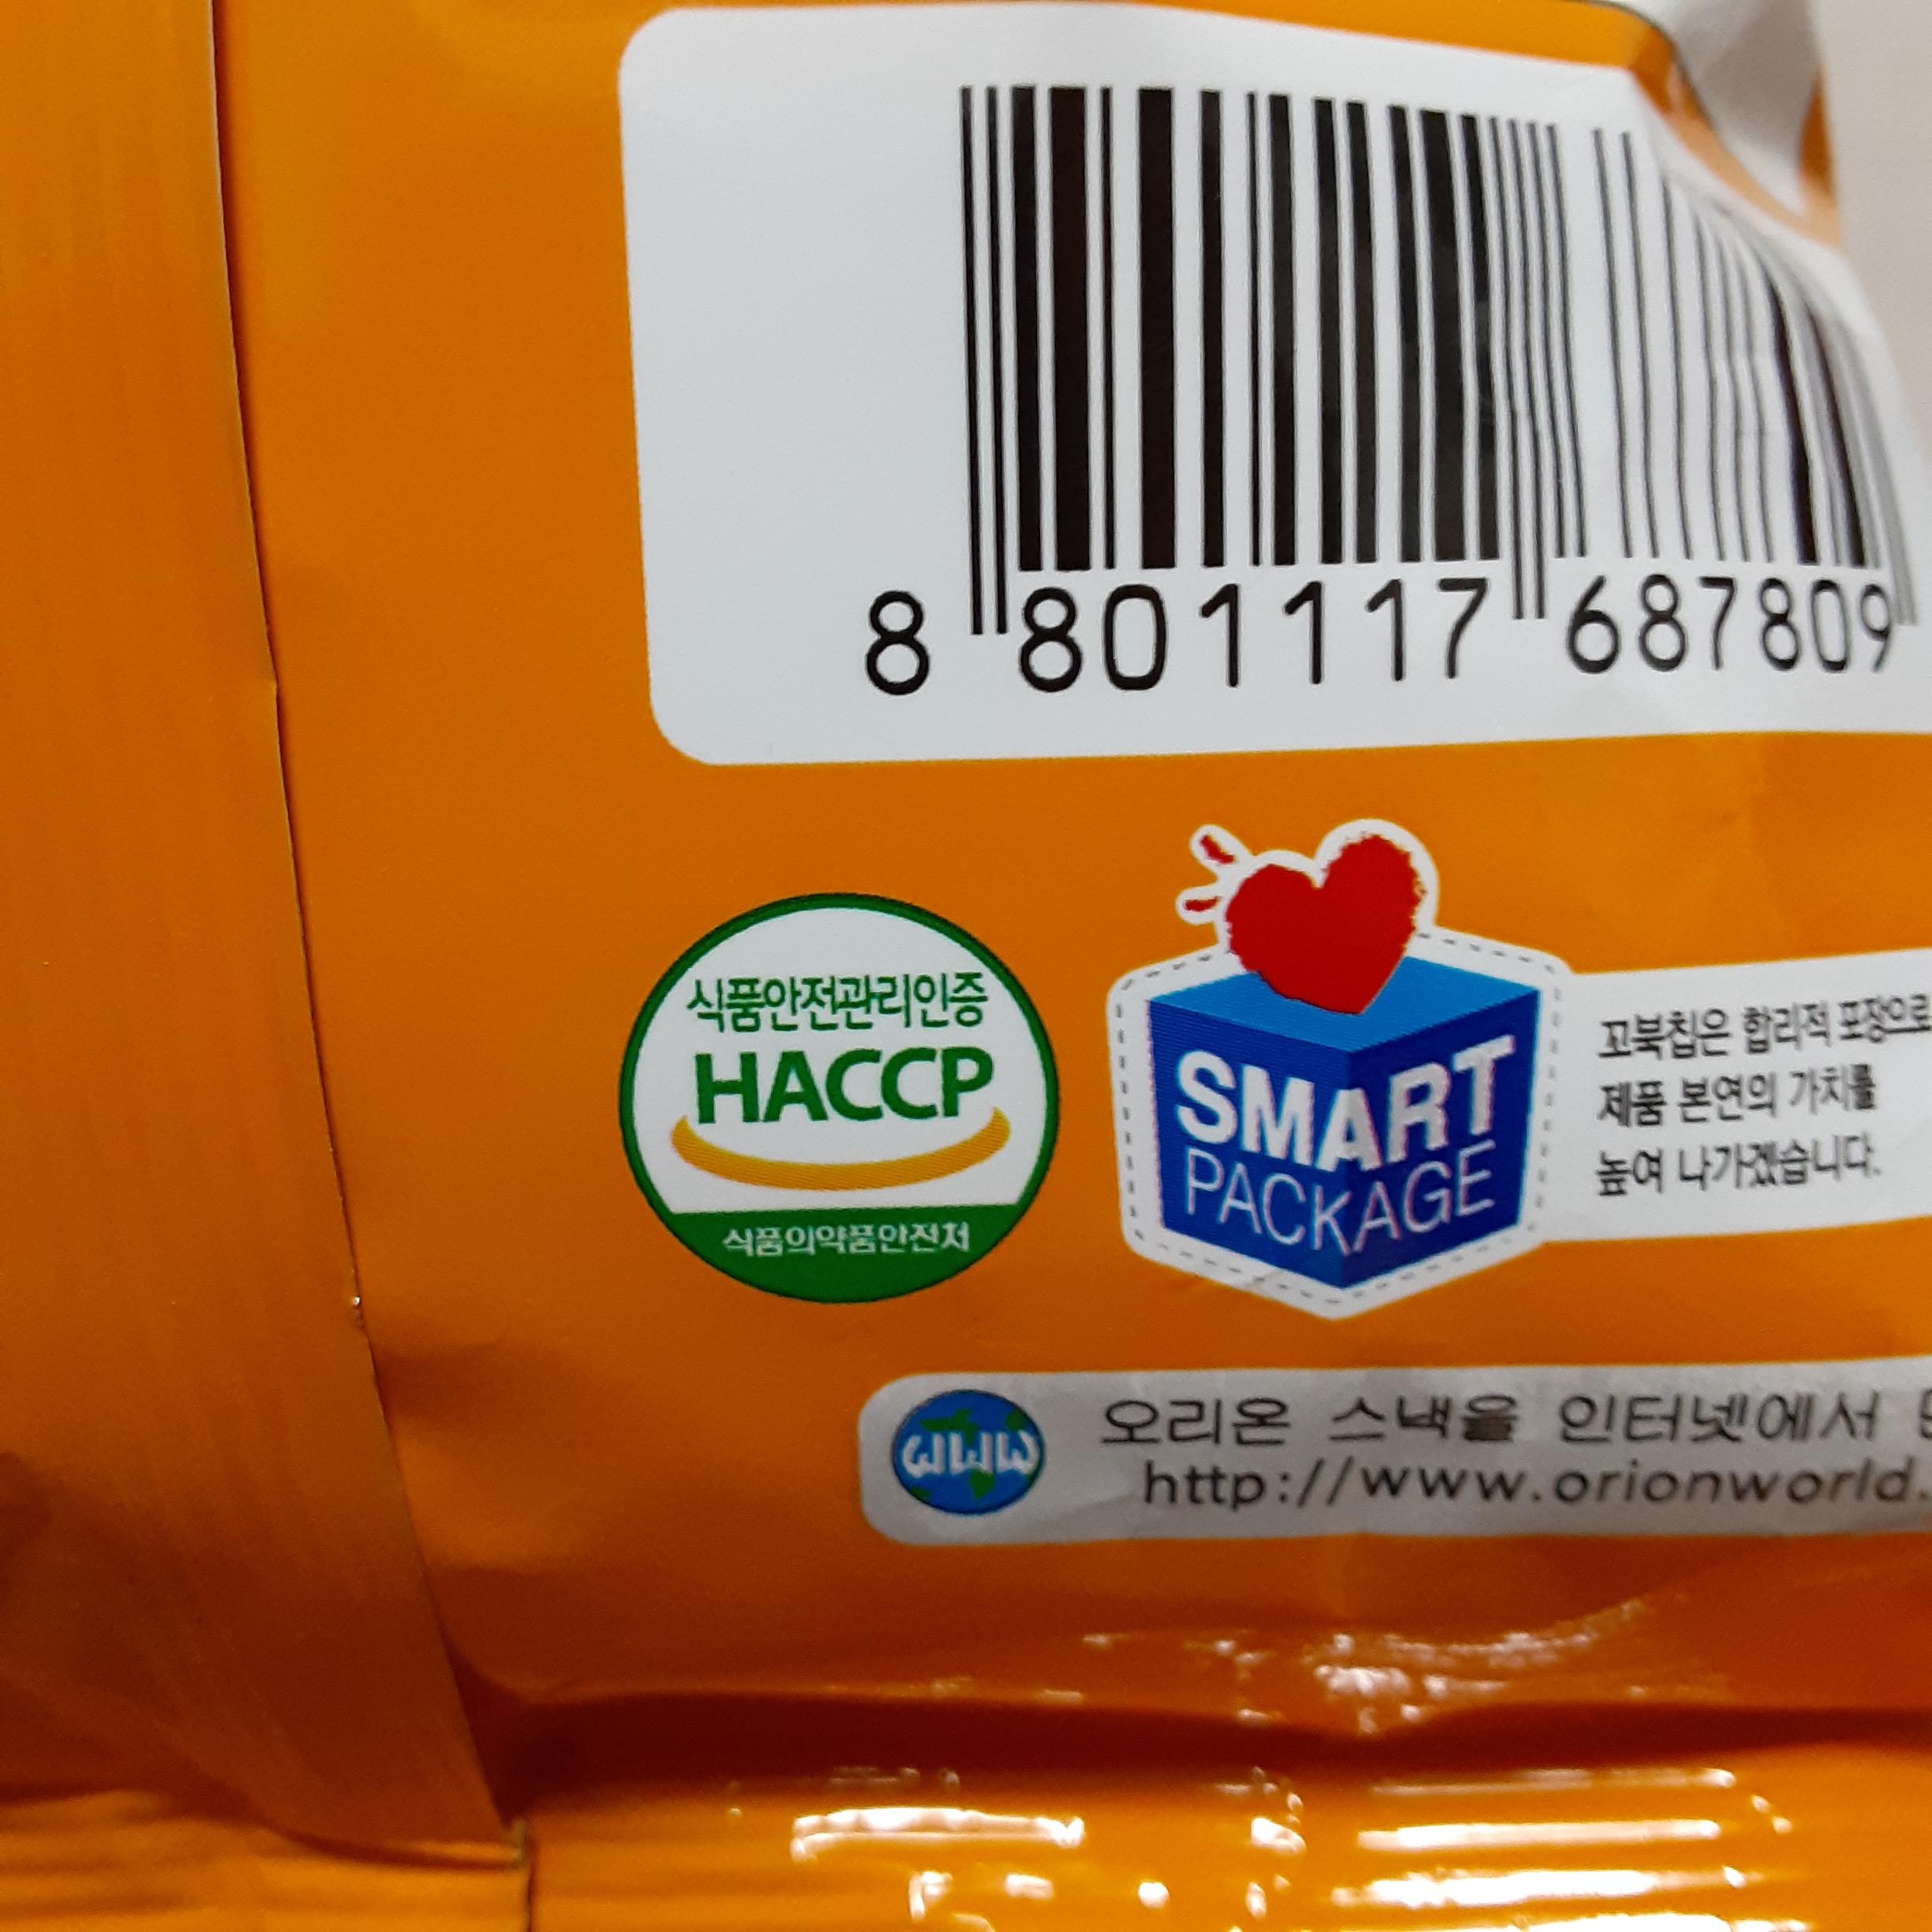 8 801117 687809
식품안전관리인증
HACCP
식품의약품안전처
SMART
PACKAGE
꼬북칩은 합리적 포장으로
제품 본연의 가치를
높여 나가겠습니다.
www
오리온 스낵을 인터넷에서
http://www.orionworld.